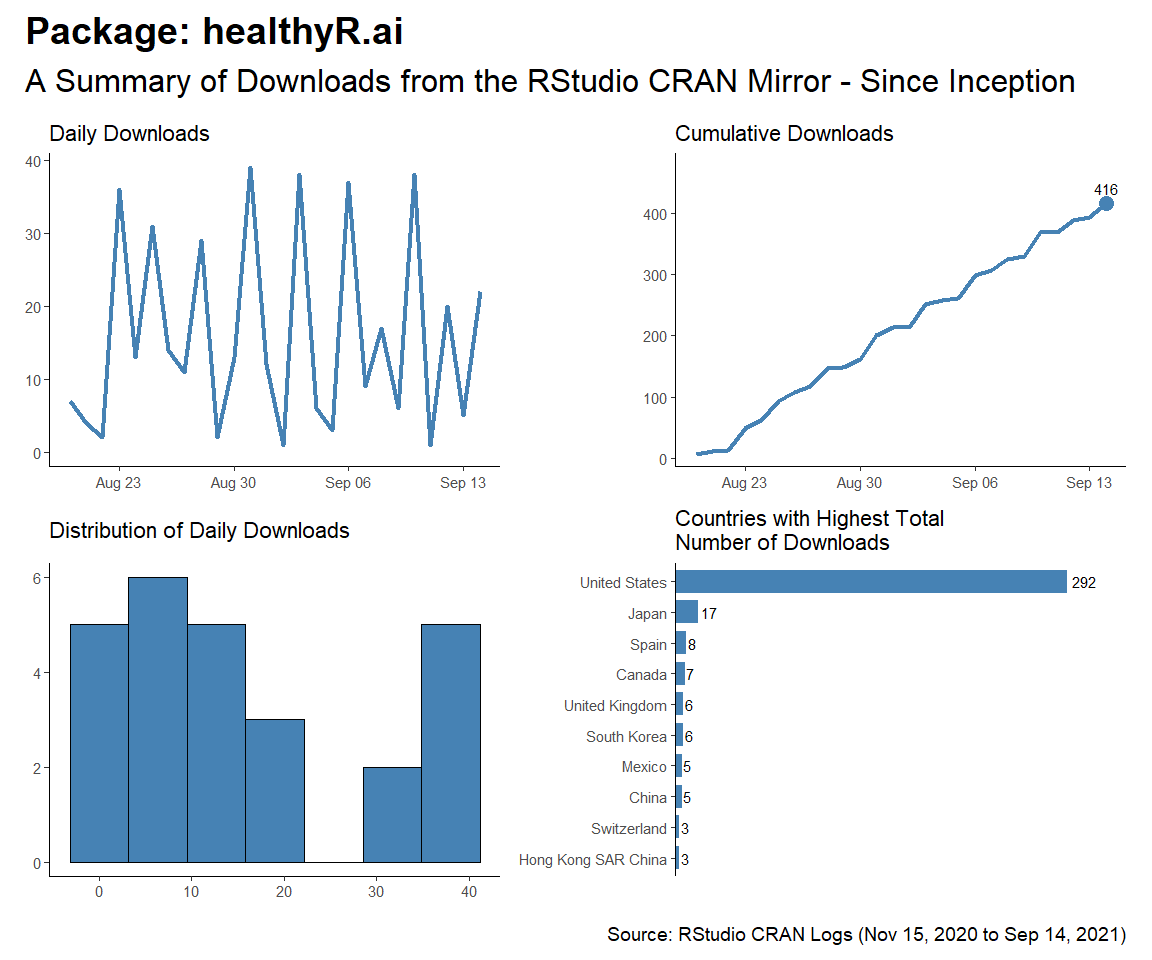 Package: healthyR.ai
A Summary of Downloads from the RStudio CRAN Mirror - Since Inception
Daily Downloads
40
30
20
10
0
Aug 23 Aug 30 Sep 06 Sep 13
Cumulative Downloads
416
400
300
200
100
0
Aug 23 Aug 30 Sep 06 Sep 13
Distribution of Daily Downloads
6
4
2
0
0 10 20 30 40
Countries with Highest Total
Number of Downloads
United States 292
Japan 17
Spain 8
Canada 7
United Kingdom 6
South Korea 6
Mexico 5
China 5
Switzerland 3
Hong Kong SAR China 3
Source: RStudio CRAN Logs (Nov 15, 2020 to Sep 14, 2021)